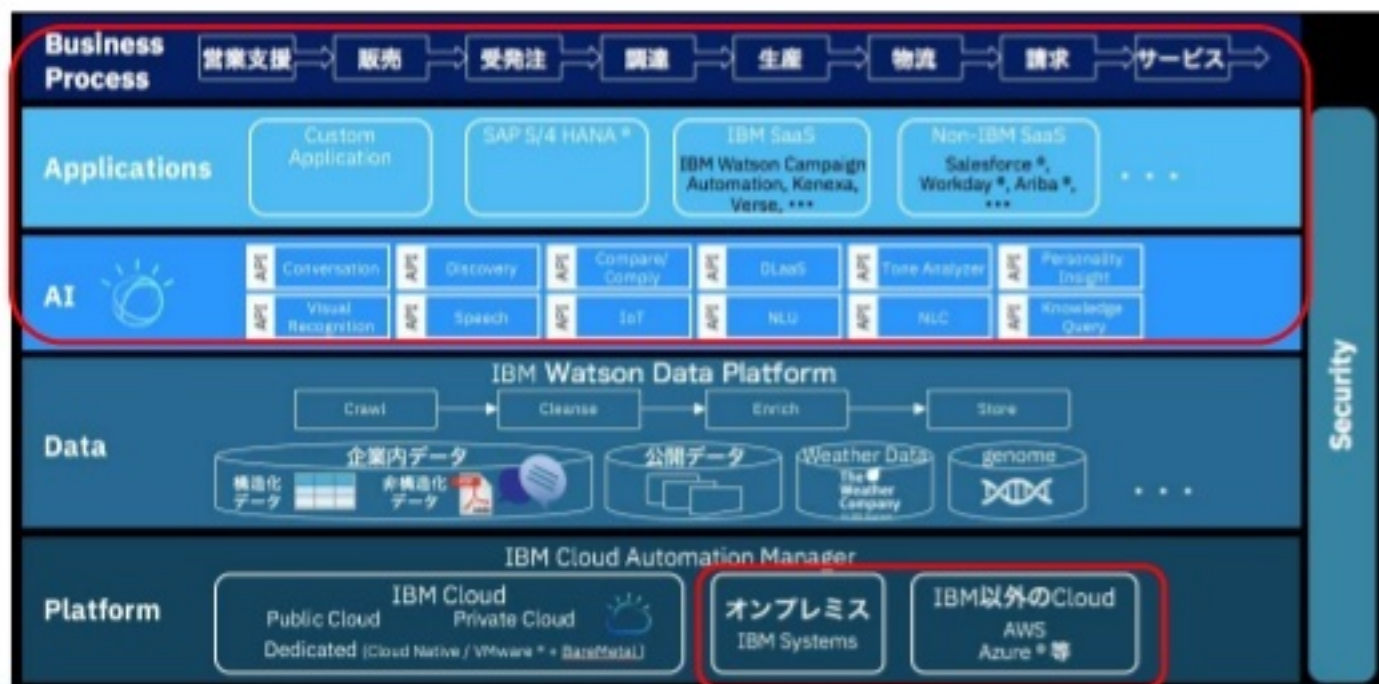 Business
Process
営業支援
販売
受発注
調達
生産
物流
請求
サービス
Applications
Custom
Application
SAP S/4 HANA ®
IBM SaaS
IBM Watson Campaign
Automation, Kenexa,
Verse, •••
Non-IBM SaaS
Salesforce ®,
Workday ®, Ariba ®,
•••
• • •
AI
API Conversation
API Discovery
API Compare/
Comply
API DLaaS
API Tone Analyzer
API Personality
Insight
API Visual
Recognition
API Speech
API IoT
API NLU
API NLC
API Knowledge
Query
Data
IBM Watson Data Platform
Crawl
Cleanse
Enrich
Store
企業内データ
構造化
データ
非構造化
データ
公開データ
Weather Data
The
Weather
Company
genome
• • •
Platform
IBM Cloud Automation Manager
IBM Cloud
Public Cloud
Private Cloud
Dedicated (Cloud Native / VMware ® + BareMetal)
オンプレミス
IBM Systems
IBM以外のCloud
AWS
Azure ® 等
Security